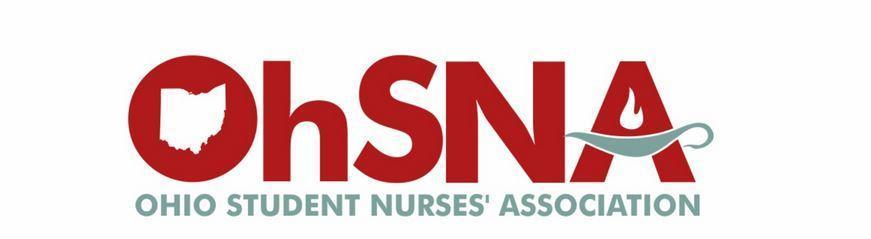 OhSNA
OHIO STUDENT NURSES' ASSOCIATION